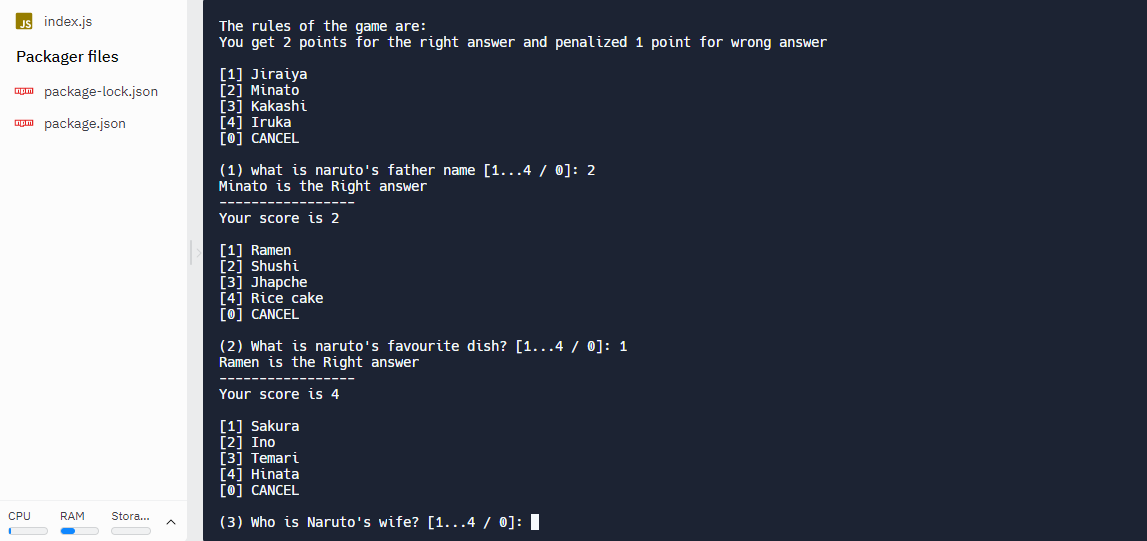 index.js
Packager files
package-lock.json
package.json
CPU
RAM
Stora...
The rules of the game are:
You get 2 points for the right answer and penalized 1 point for wrong answer
[1] Jiraiya
[2] Minato
[3] Kakashi
[4] Iruka
[0] CANCEL
(1) what is naruto's father name [1...4 / 0]: 2
Minato is the Right answer
-----------------
Your score is 2
[1] Ramen
[2] Shushi
[3] Jhapche
[4] Rice cake
[0] CANCEL
(2) What is naruto's favourite dish? [1...4 / 0]: 1
Ramen is the Right answer
-----------------
Your score is 4
[1] Sakura
[2] Ino
[3] Temari
[4] Hinata
[0] CANCEL
(3) Who is Naruto's wife? [1...4 / 0]: